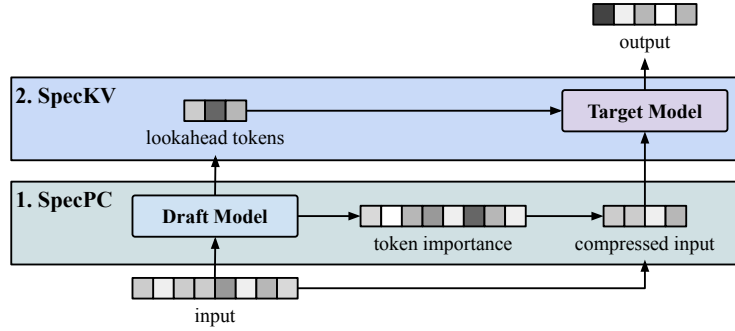 output
2. SpecKV
Target Model
lookahead tokens
1. SpecPC
Draft Model
token importance
compressed input
input